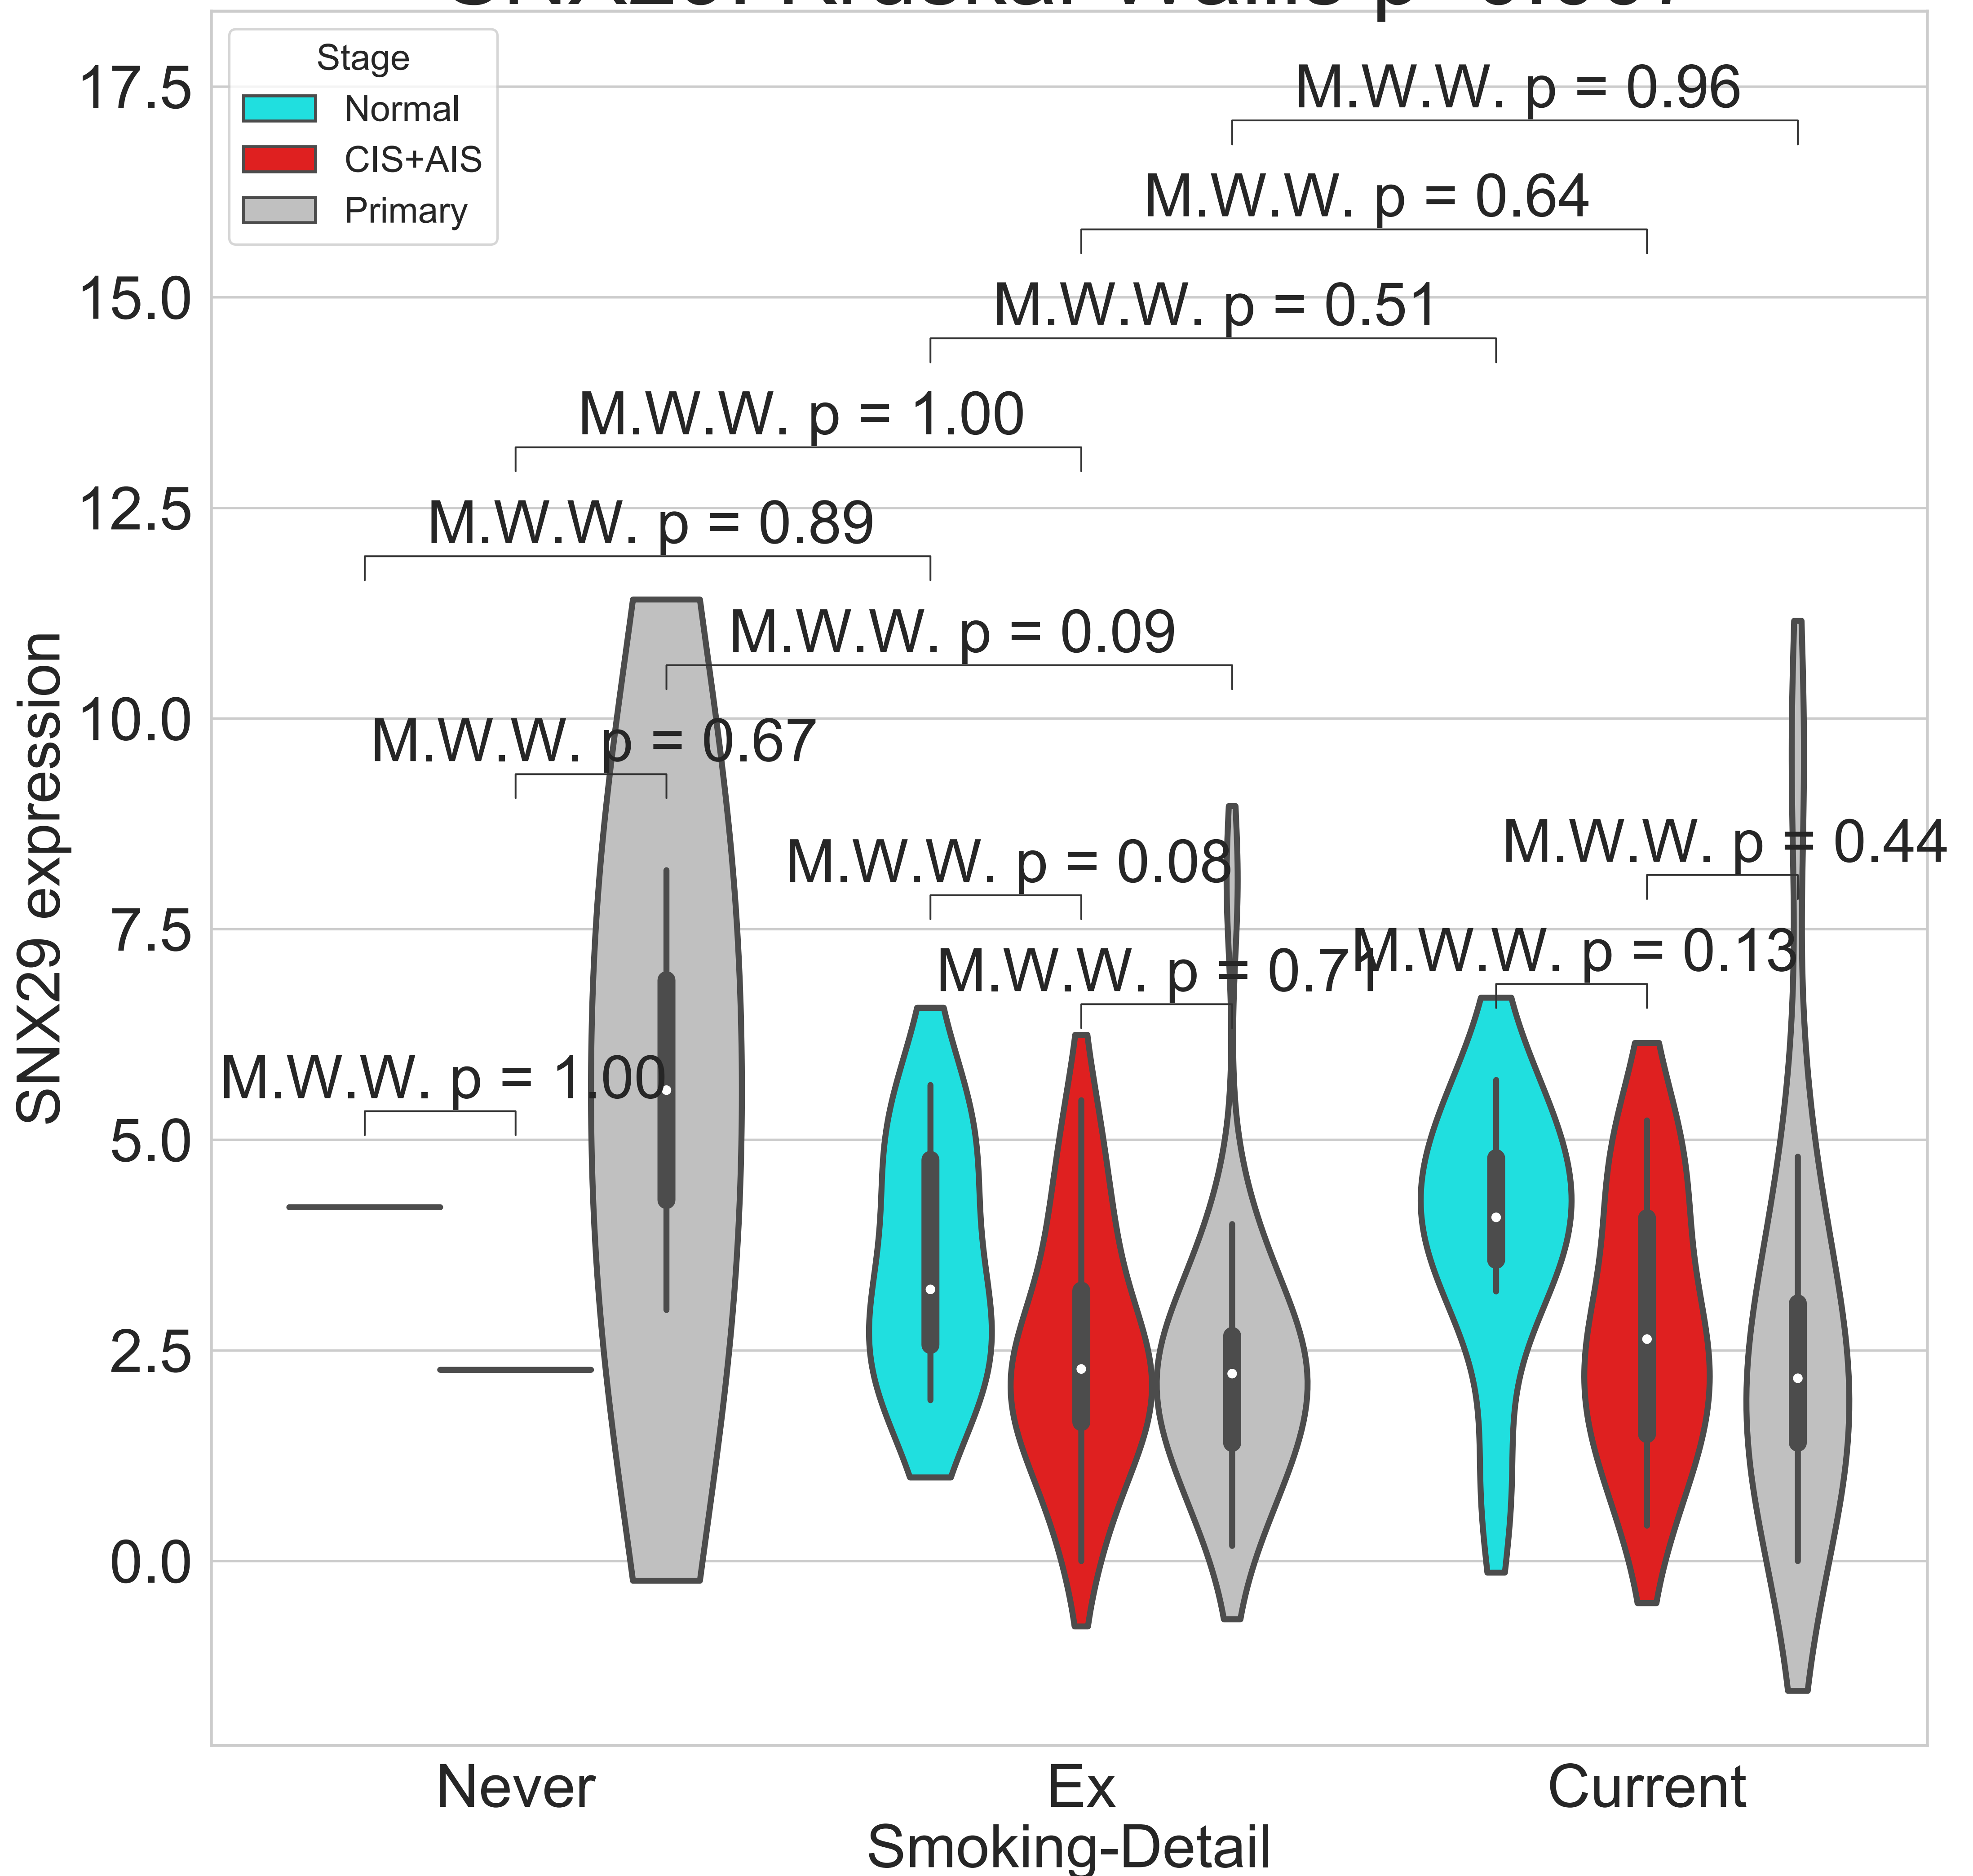 Stage
Normal
CIS+AIS
Primary
17.5
15.0
12.5
10.0
7.5
5.0
2.5
0.0
SNX29 expression
M.W.W. p = 0.96
M.W.W. p = 0.64
M.W.W. p = 0.51
M.W.W. p = 1.00
M.W.W. p = 0.89
M.W.W. p = 0.09
M.W.W. p = 0.67
M.W.W. p = 0.08
M.W.W. p = 0.44
M.W.W. p = 0.71
M.W.W. p = 0.13
M.W.W. p = 1.00
Never
Ex
Current
Smoking-Detail